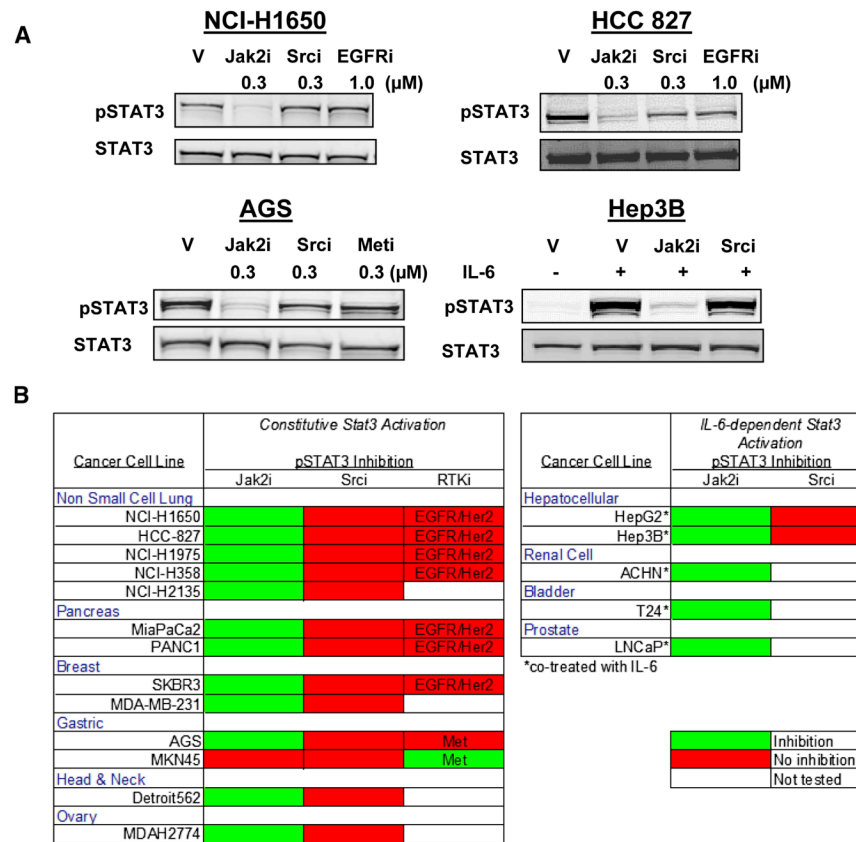 A
NCI-H1650
V Jak2i Srci EGFRi
0.3 0.3 1.0 (μM)
pSTAT3
STAT3
HCC 827
V Jak2i Srci EGFRi
0.3 0.3 1.0 (μM)
pSTAT3
STAT3
AGS
V Jak2i Srci Meti
0.3 0.3 0.3 (μM)
pSTAT3
STAT3
Hep3B
V V Jak2i Srci
IL-6 - + + +
pSTAT3
STAT3
B
Constitutive Stat3 Activation
Cancer Cell Line pSTAT3 Inhibition
Jak2i Srci RTKi
Non Small Cell Lung
NCI-H1650 EGFR/Her2
HCC-827 EGFR/Her2
NCI-H1975 EGFR/Her2
NCI-H358 EGFR/Her2
NCI-H2135
Pancreas
MiaPaCa2 EGFR/Her2
PANC1 EGFR/Her2
Breast
SKBR3 EGFR/Her2
MDA-MB-231
Gastric
AGS Met
MKN45 Met
Head & Neck
Detroit562
Ovary
MDAH2774
IL-6-dependent Stat3
Activation
Cancer Cell Line pSTAT3 Inhibition
Jak2i Srci
Hepatocellular
HepG2*
Hep3B*
Renal Cell
ACHN*
Bladder
T24*
Prostate
LNCaP*
*co-treated with IL-6
Inhibition
No inhibition
Not tested